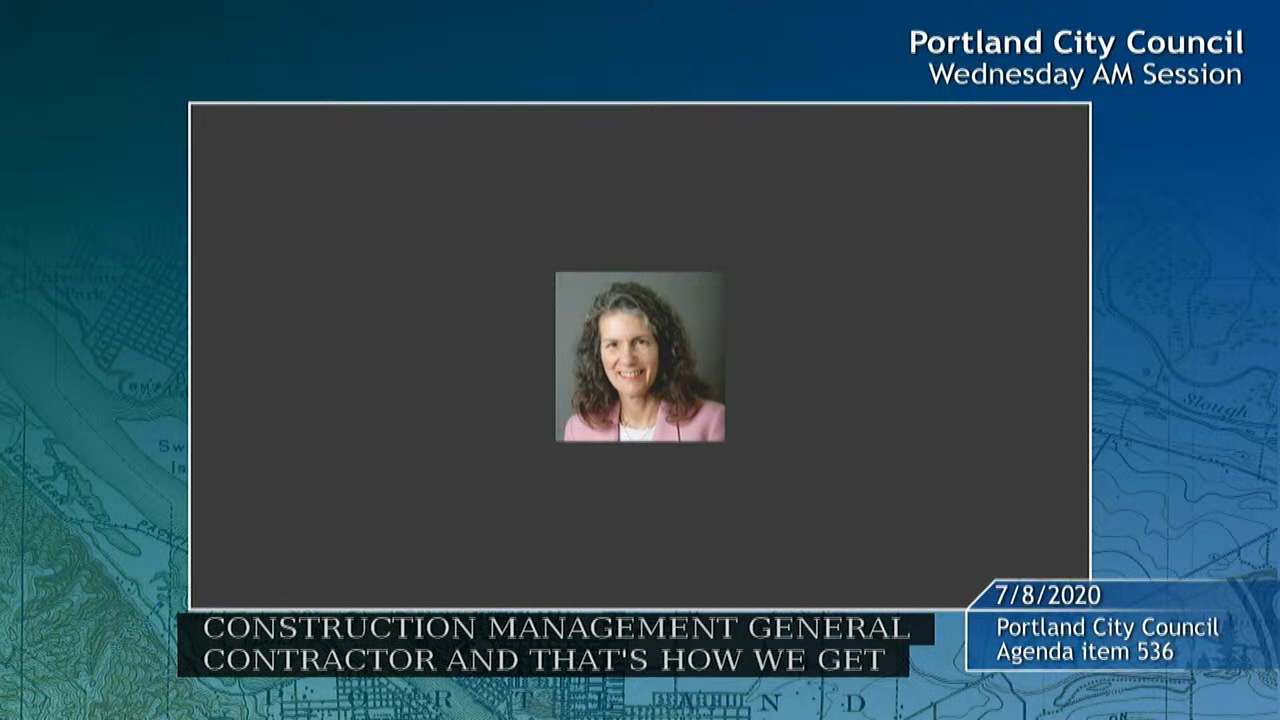 Portland City Council
Wednesday AM Session
Slough
7/8/2020
Portland City Council
Agenda item 536
CONSTRUCTION MANAGEMENT GENERAL
CONTRACTOR AND THAT'S HOW WE GET